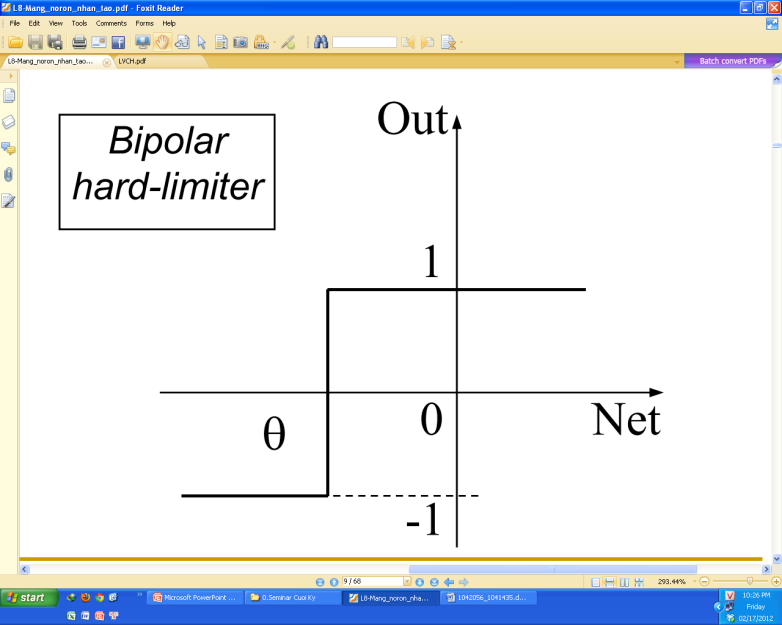 L8-Mang_noron_nhan_tao.pdf - Foxit Reader
File Edit View Tools Comments Forms Help
L8-Mang_noron_nhan_tao... LVCH.pdf Batch convert PDFs
Bipolar
hard-limiter
Out
1
θ 0 Net
-1
9 / 68 293.44%
start Microsoft PowerPoint ... 0.Seminar Cuoi Ky L8-Mang_noron_nha... 1042056_1041435.d... 10:26 PM
Friday
02/17/2012